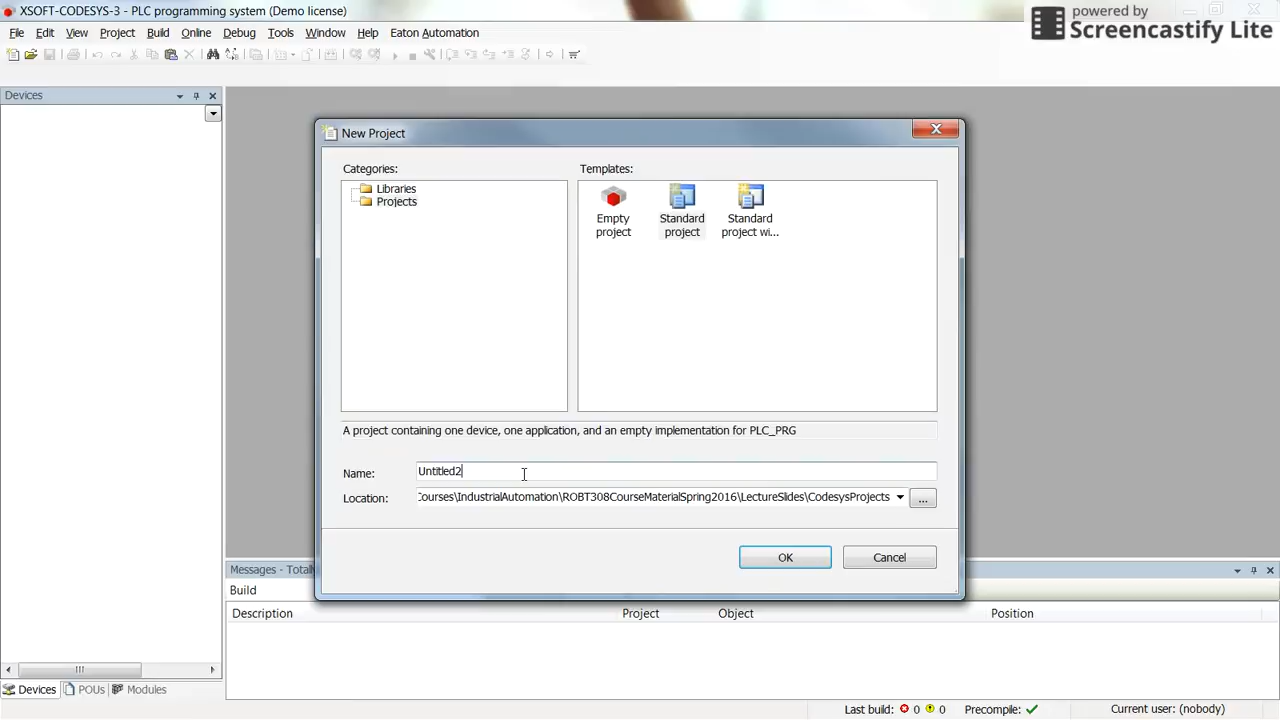 XSOFT-CODESYS-3 - PLC programming system (Demo license)
powered by
Screencastify Lite
File Edit View Project Build Online Debug Tools Window Help Eaton Automation
Devices
New Project
Categories:
Templates:
Libraries
Projects
Empty project
Standard project
Standard project wi...
A project containing one device, one application, and an empty implementation for PLC_PRG
Name:
Untitled2
Location:
Courses\IndustrialAutomation\ROBT308CourseMaterialSpring2016\LectureSlides\CodesysProjects
...
OK
Cancel
Messages - Totall
Build
Description Project Object Position
Devices POUs Modules
Last build: 0 0 Precompile: Current user: (nobody)